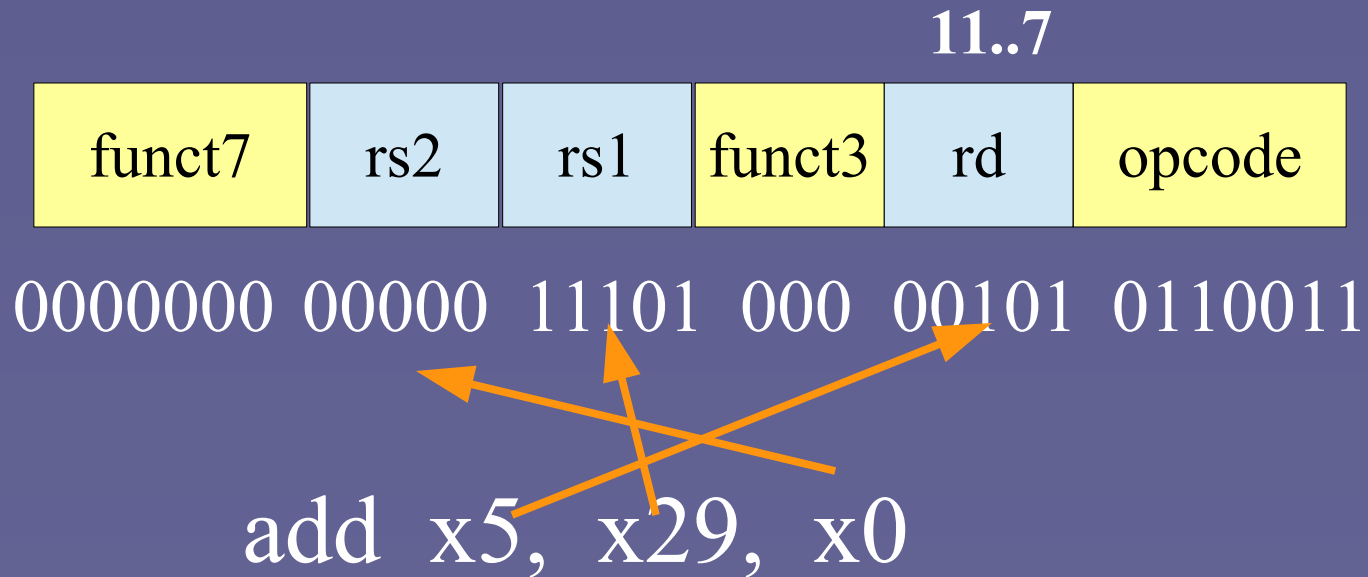 11..7
funct7 rs2 rs1 funct3 rd opcode
0000000 00000 11101 000 00101 0110011
add x5, x29, x0